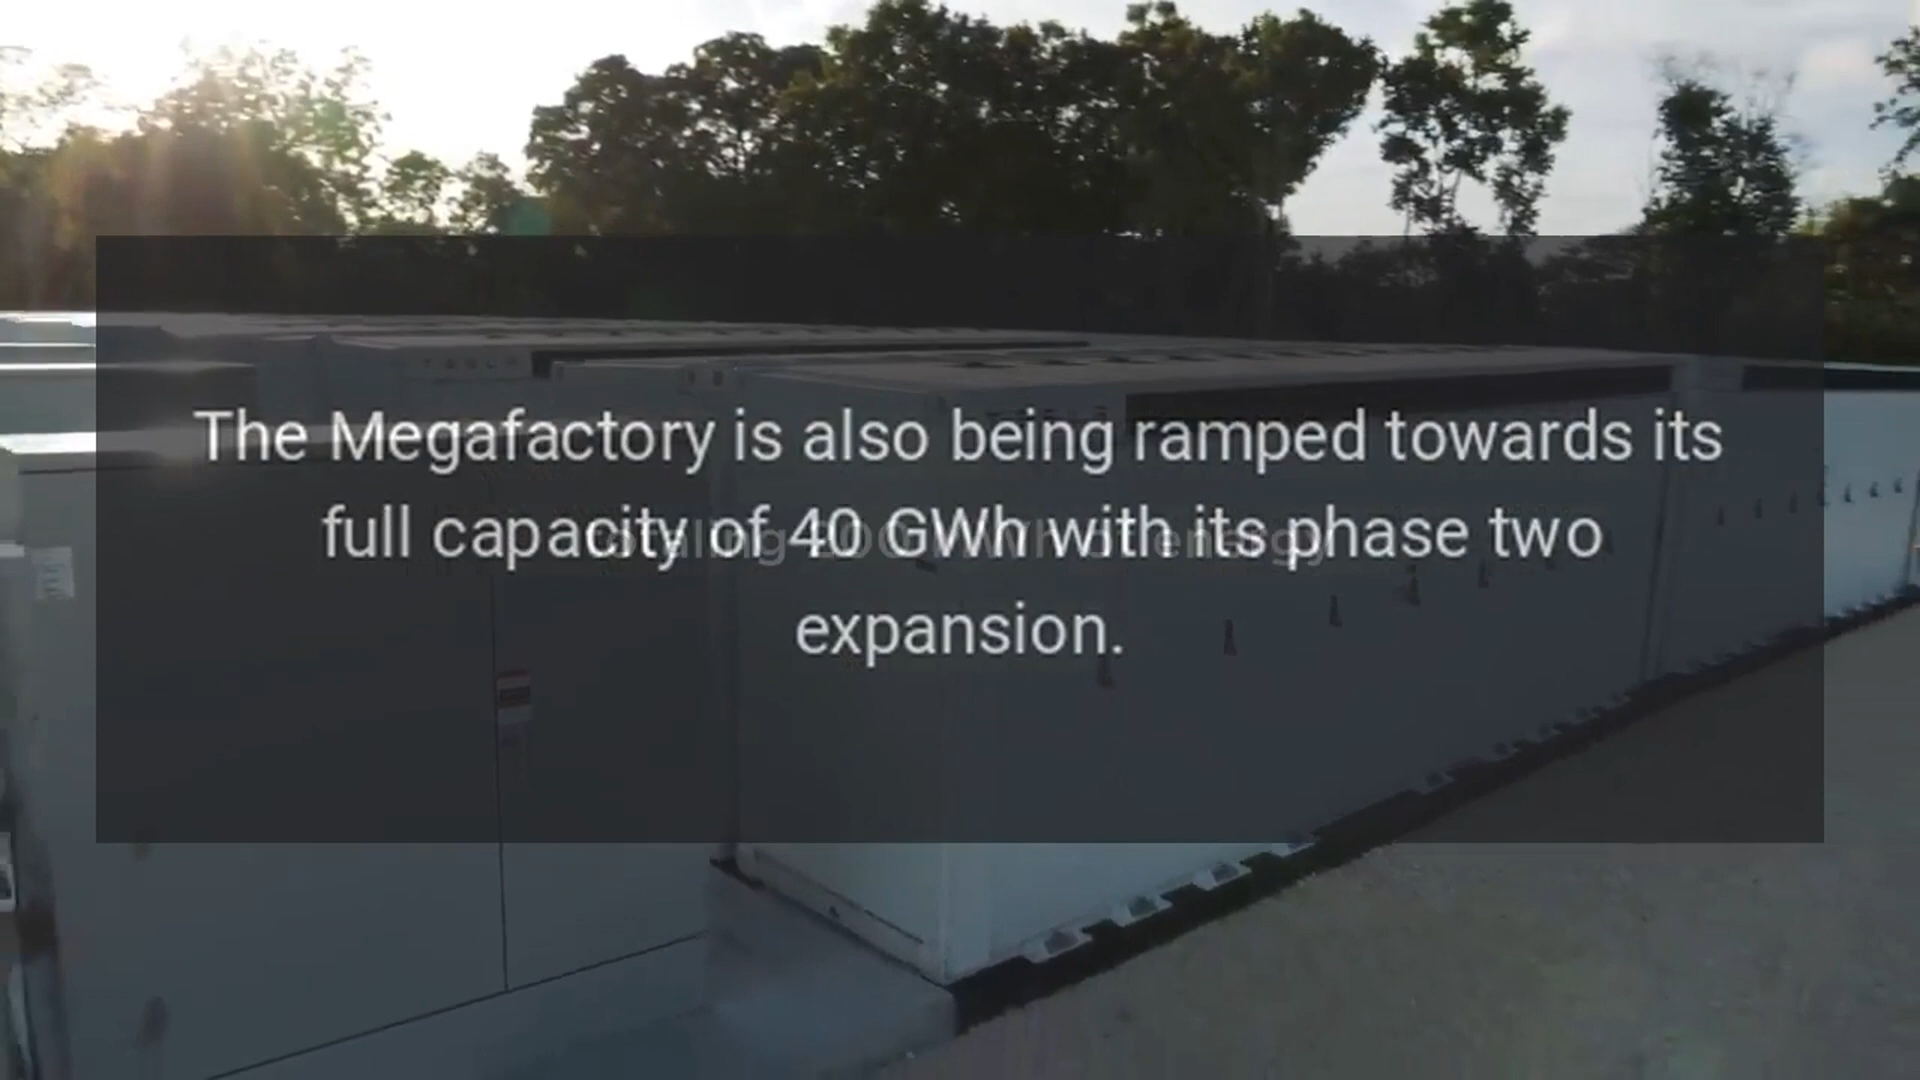 The Megafactory is also being ramped towards its
full capacity of 40 GWh with its phase two
expansion.